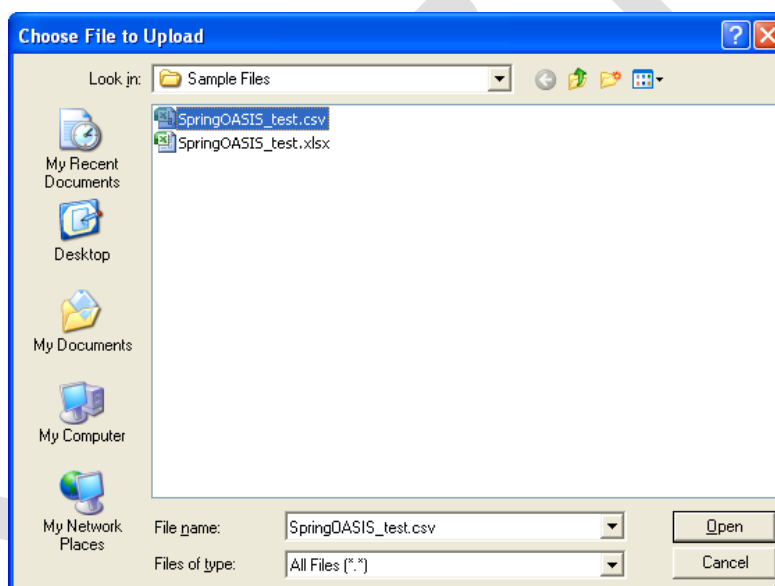 Choose File to Upload
Look in: Sample Files
SpringOASIS_test.csv
SpringOASIS_test.xlsx
My Recent
Documents
Desktop
My Documents
My Computer
My Network
Places
File name: SpringOASIS_test.csv Open
Files of type: All Files (*.*) Cancel